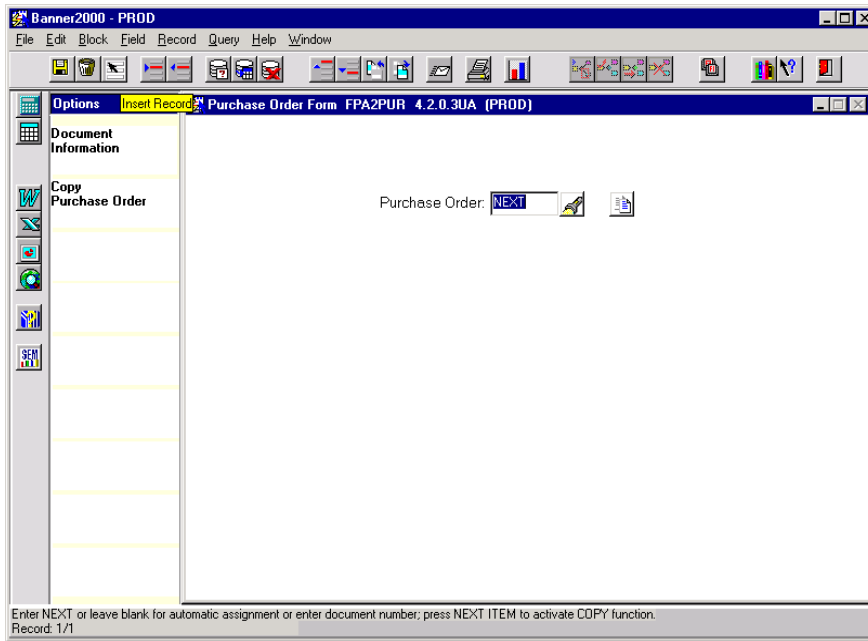 Banner2000 - PROD
File Edit Block Field Record Query Help Window
Options
Insert Record
Purchase Order Form FPA2PUR 4.2.0.3UA (PROD)
Document
Information
Copy
Purchase Order
Purchase Order: NEXT
SEM
Enter NEXT or leave blank for automatic assignment or enter document number; press NEXT ITEM to activate COPY function.
Record: 1/1